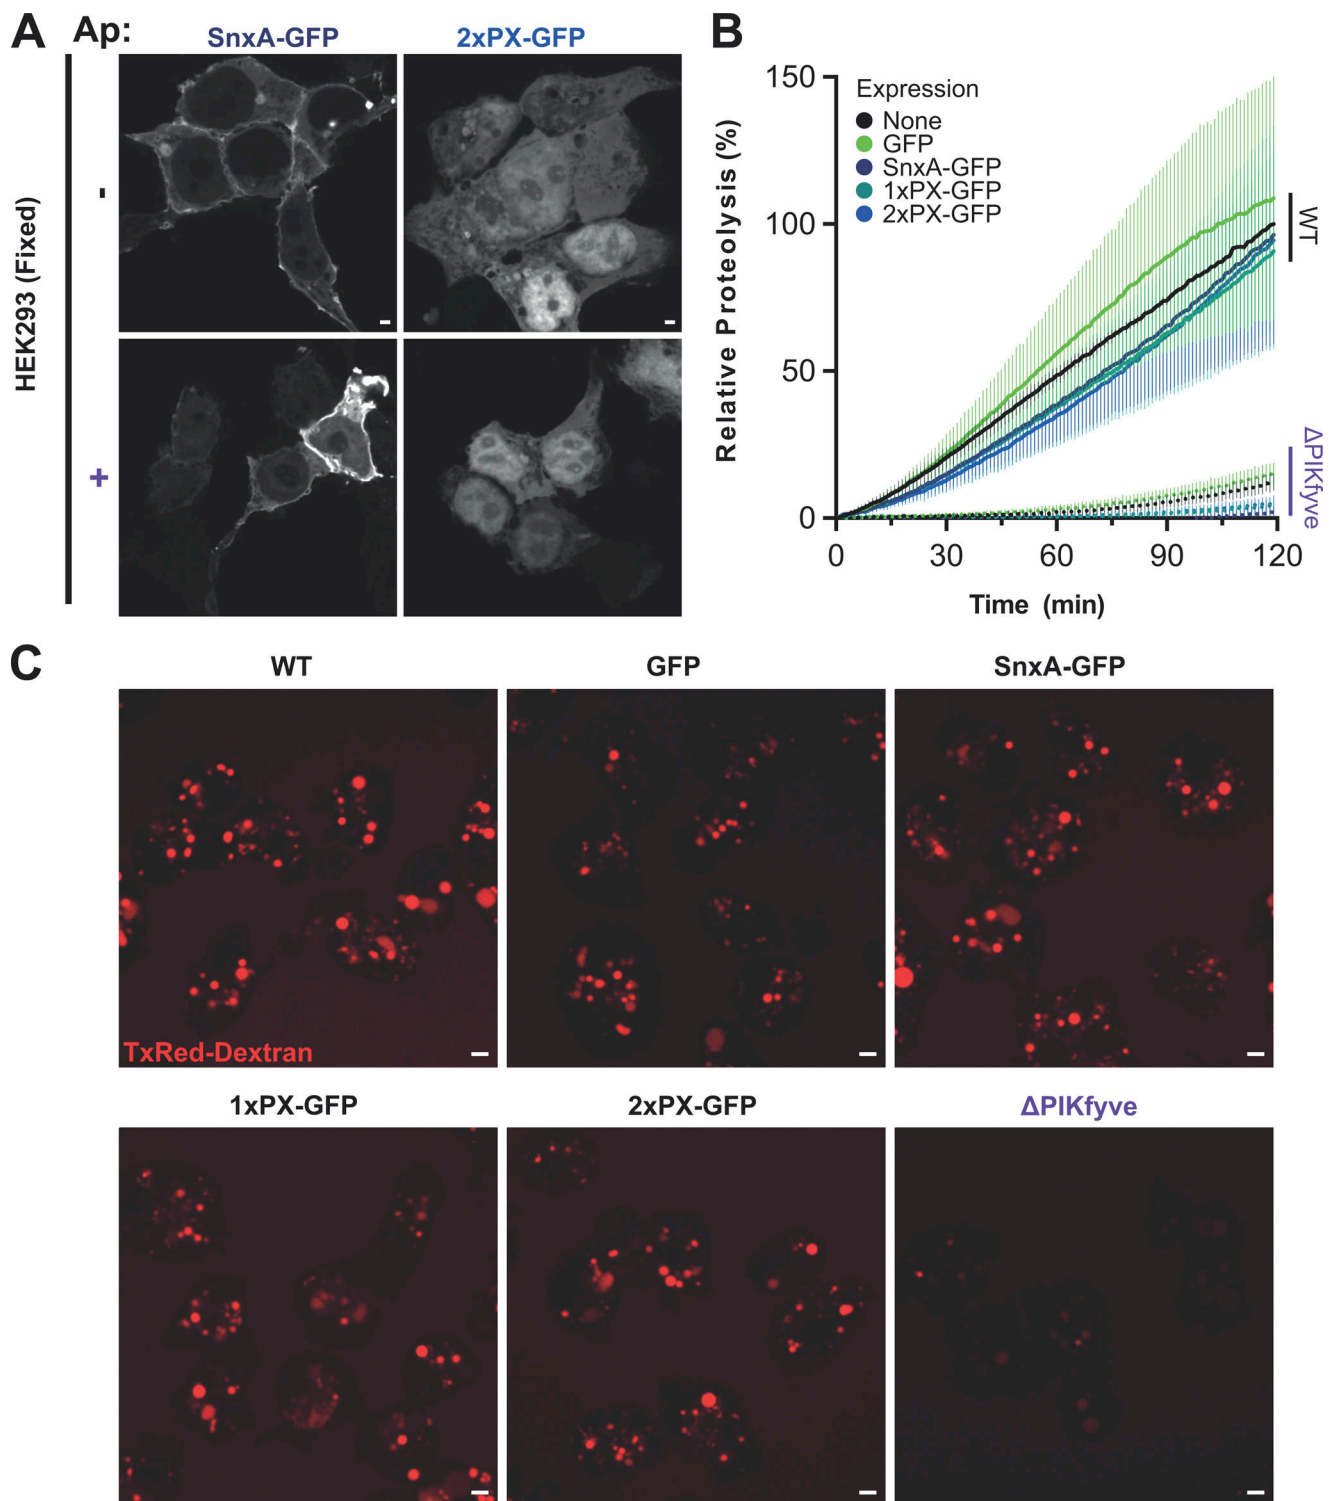 A
Ap:
SnxA-GFP
2xPX-GFP
HEK293 (Fixed)
-
+
B
Relative Proteolysis (%)
150
100
50
0
Expression
None
GFP
SnxA-GFP
1xPX-GFP
2xPX-GFP
WT
ΔPIKfyve
0 30 60 90 120
Time (min)
C
WT
GFP
SnxA-GFP
TxRed-Dextran
1xPX-GFP
2xPX-GFP
ΔPIKfyve